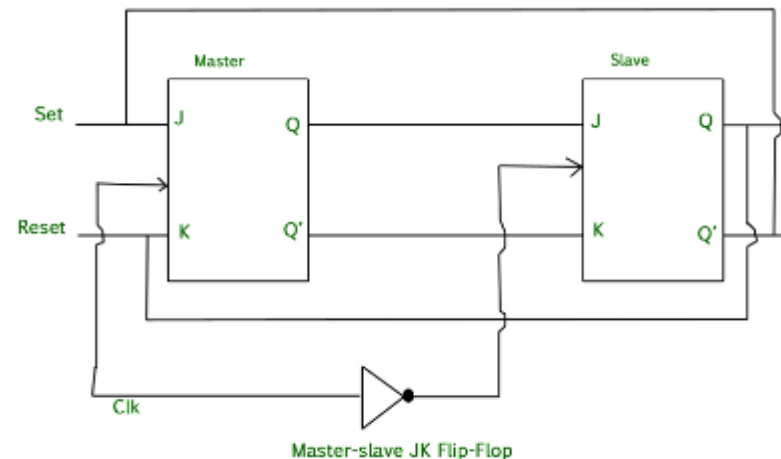 Master
Slave
Set
J
Q
J
Q
Reset
K
Q'
K
Q'
Clk
Master-slave JK Flip-Flop